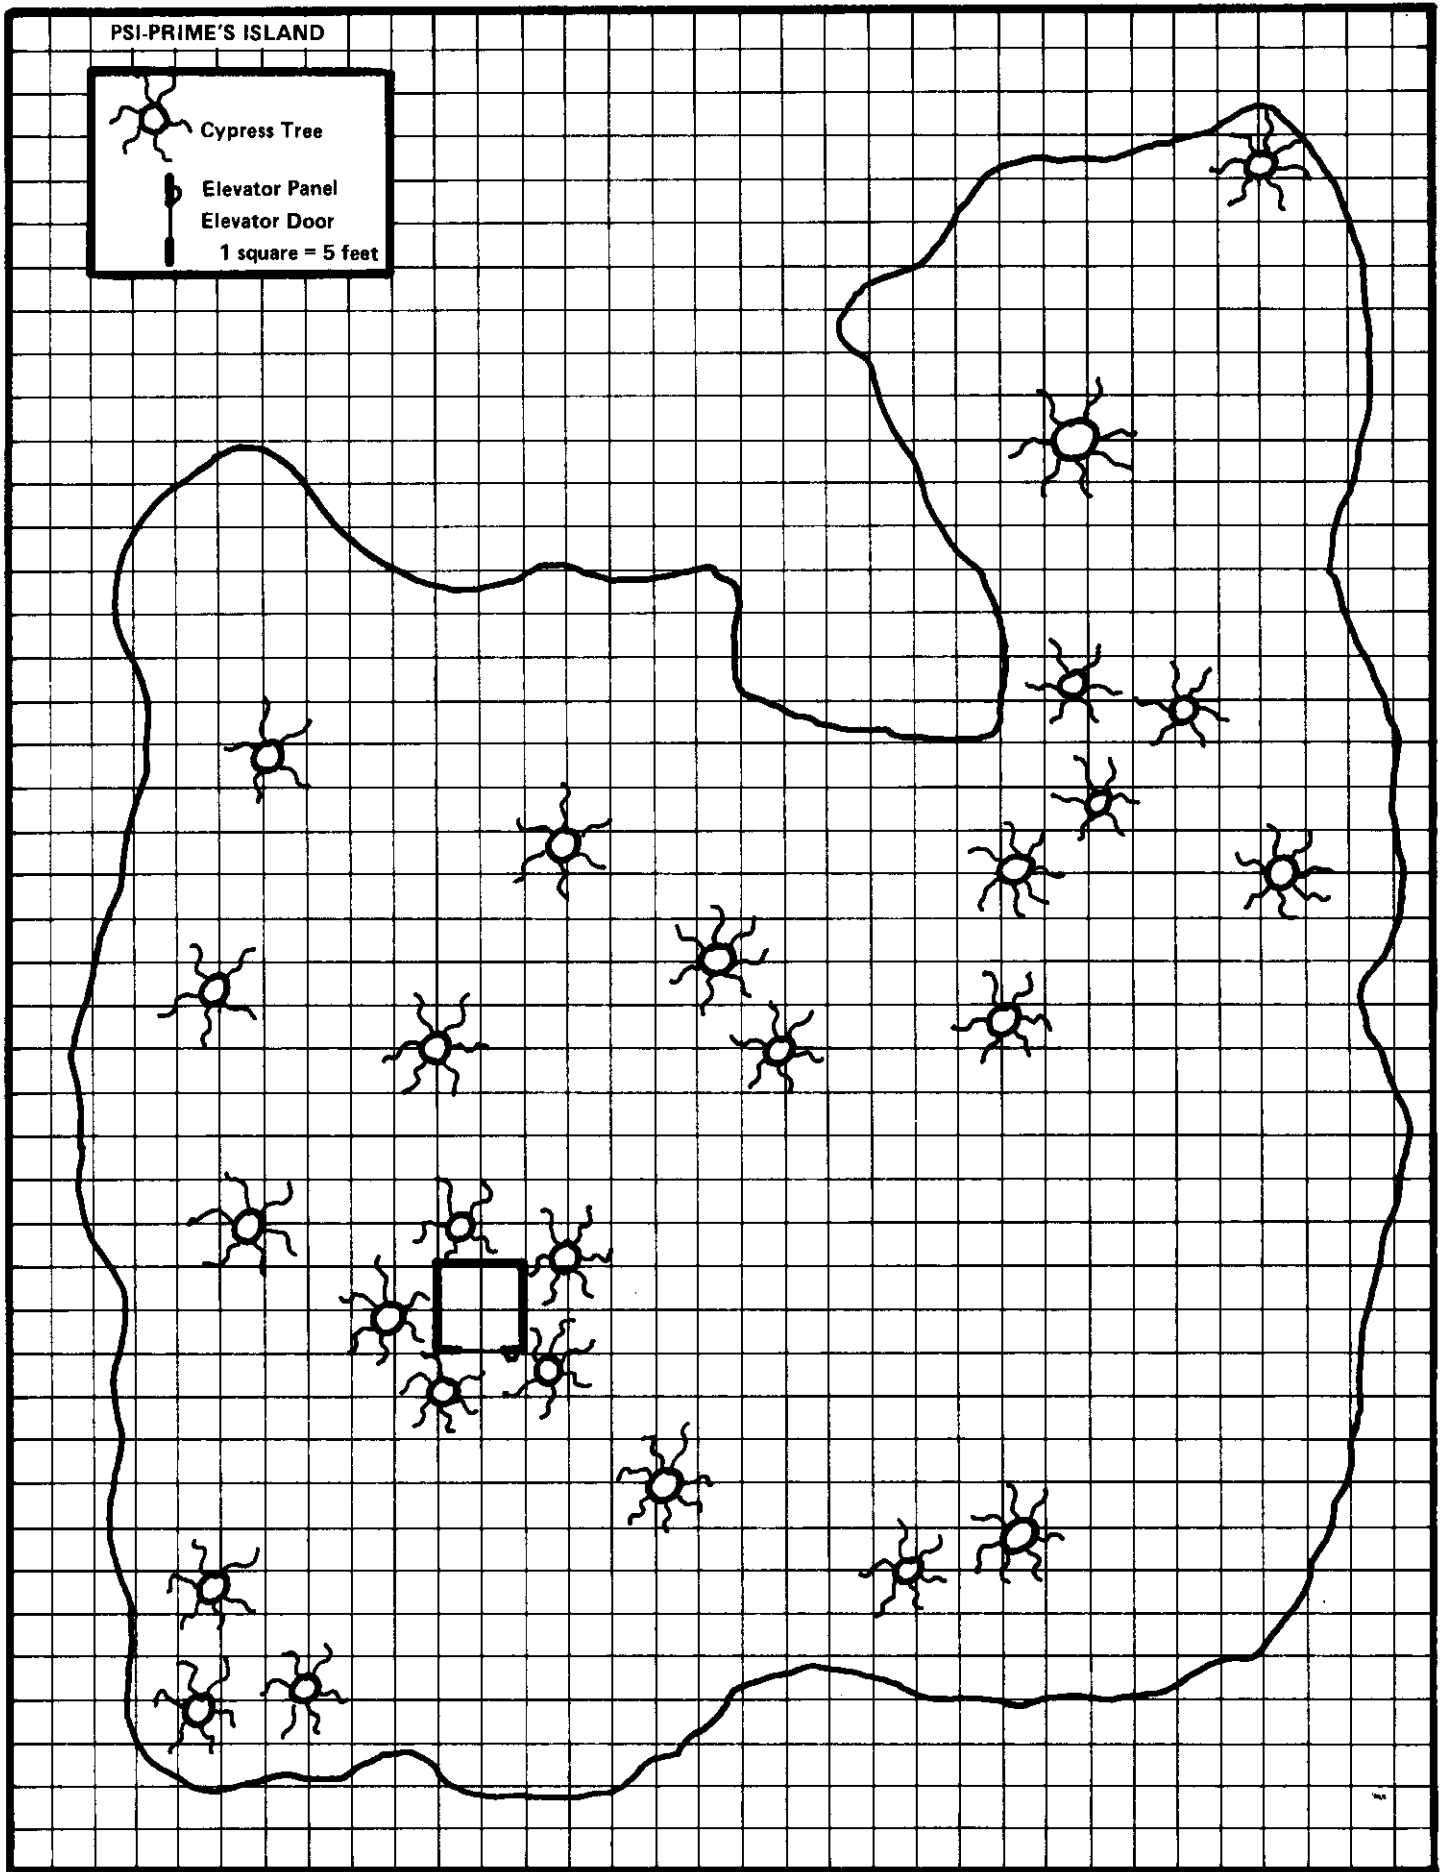 PSI-PRIME'S ISLAND
Cypress Tree
Elevator Panel
Elevator Door
1 square = 5 feet